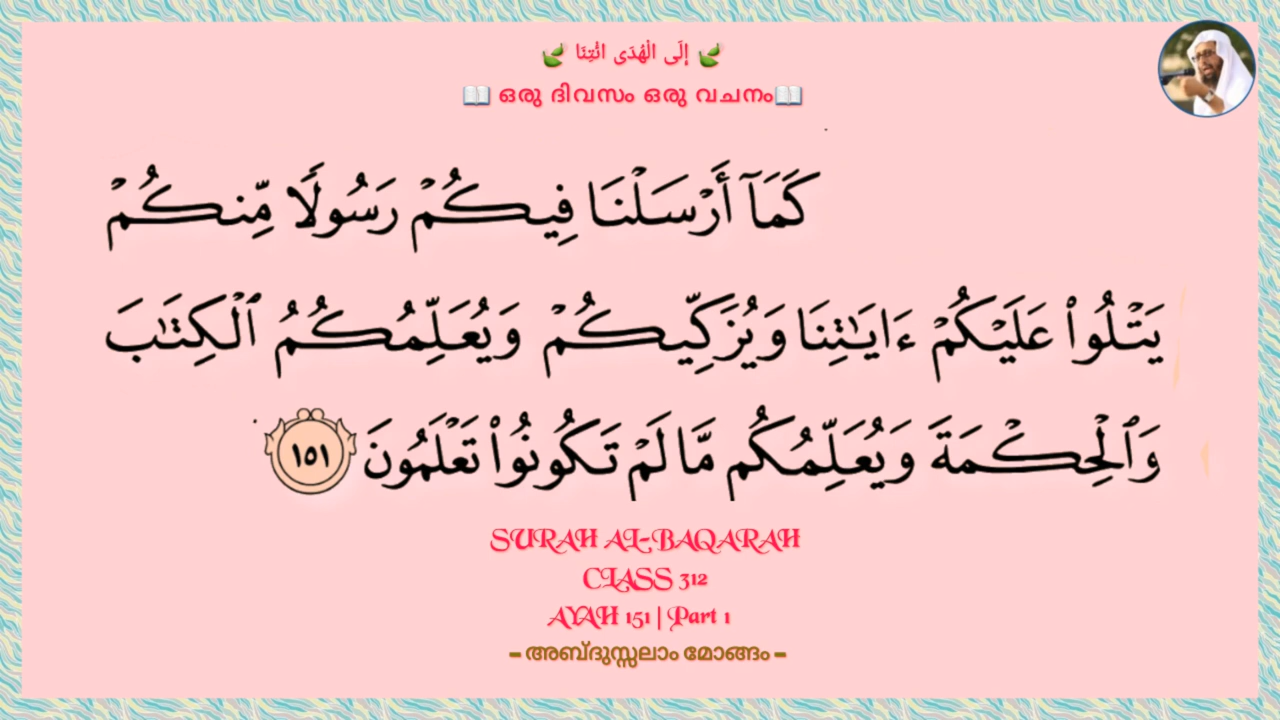 🍃 إِلَى الْهُدَى ائْتِنَا 🍃
📖 ഒരു ദിവസം ഒരു വചനം📖
كَمَآ أَرْسَلْنَا فِيكُمْ رَسُولًا مِّنكُمْ
يَتْلُوا۟ عَلَيْكُمْ ءَايَـٰتِنَا وَيُزَكِّيكُمْ وَيُعَلِّمُكُمُ ٱلْكِتَـٰبَ
وَٱلْحِكْمَةَ وَيُعَلِّمُكُم مَّا لَمْ تَكُونُوا۟ تَعْلَمُونَ ١٥١
SURAH AL-BAQARAH
CLASS 312
AYAH 151 | Part 1
– അബ്ദുസ്സലാം മോങ്ങം –